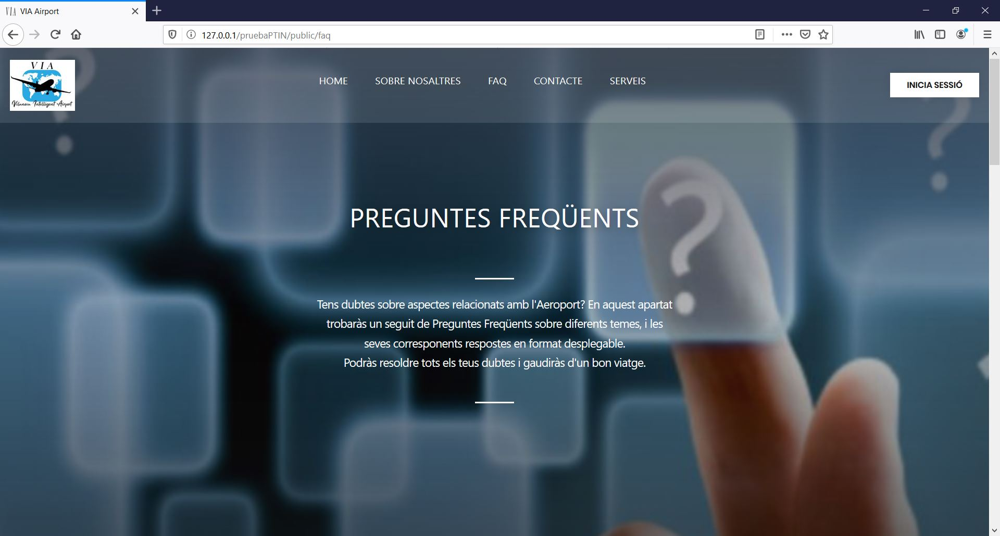 VIA Airport
127.0.0.1/pruebaPTIN/public/faq
VIA
Vilanova Intelligent Airport
HOME
SOBRE NOSALTRES
FAQ
CONTACTE
SERVEIS
INICIA SESSIÓ
PREGUNTES FREQÜENTS
Tens dubtes sobre aspectes relacionats amb l'Aeroport? En aquest apartat
trobaràs un seguit de Preguntes Freqüents sobre diferents temes, i les
seves corresponents respostes en format desplegable.
Podràs resoldre tots els teus dubtes i gaudiràs d'un bon viatge.
?
?
?